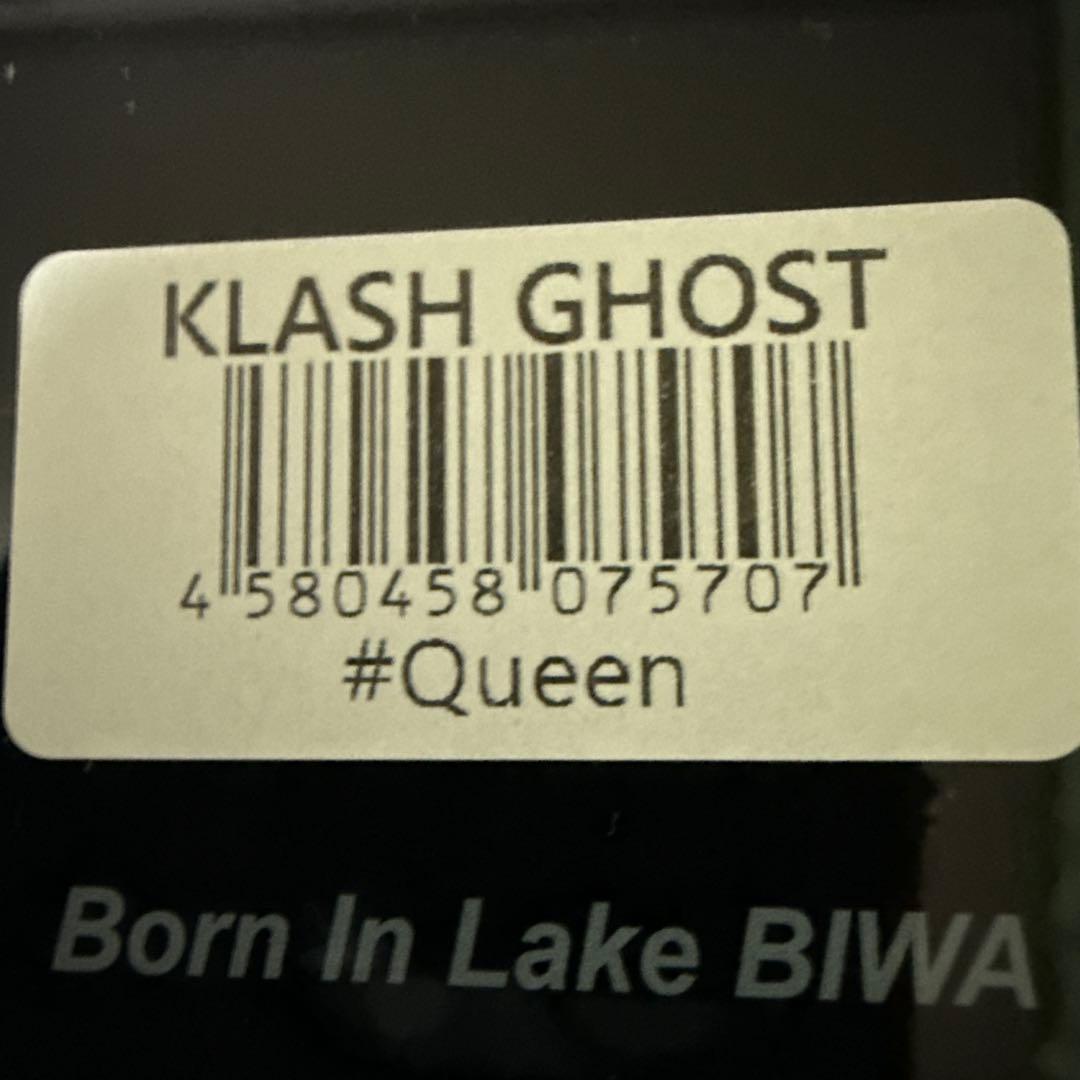 KLASH GHOST
4 580458 075707
#Queen
Born In Lake BIWA